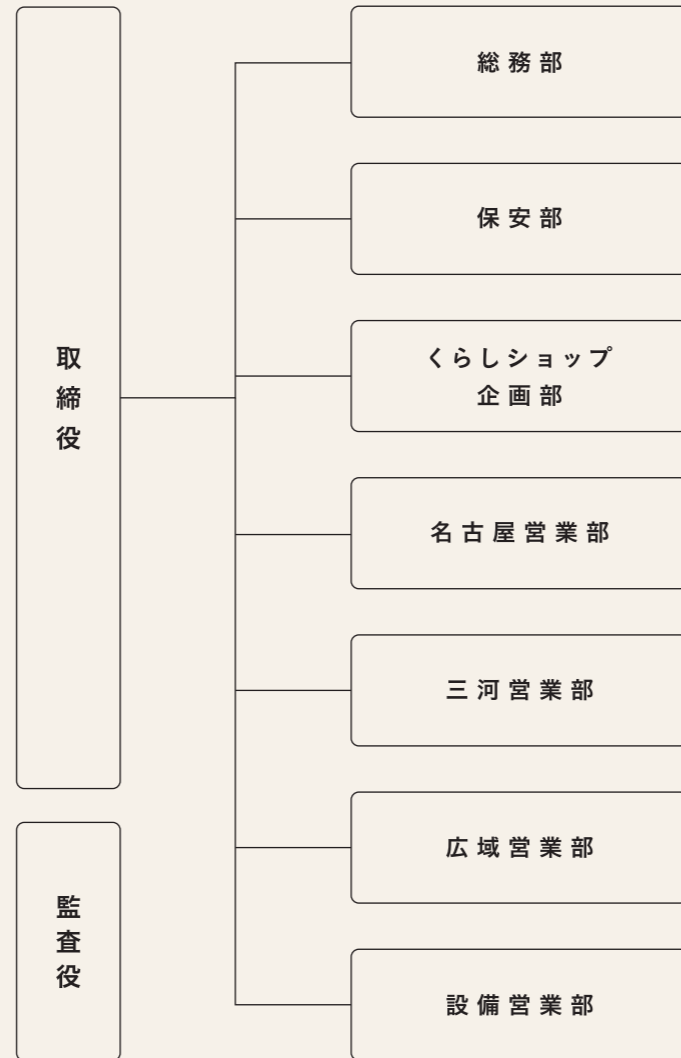 取締役
監査役
総務部
保安部
くらしショップ
企画部
名古屋営業部
三河営業部
広域営業部
設備営業部